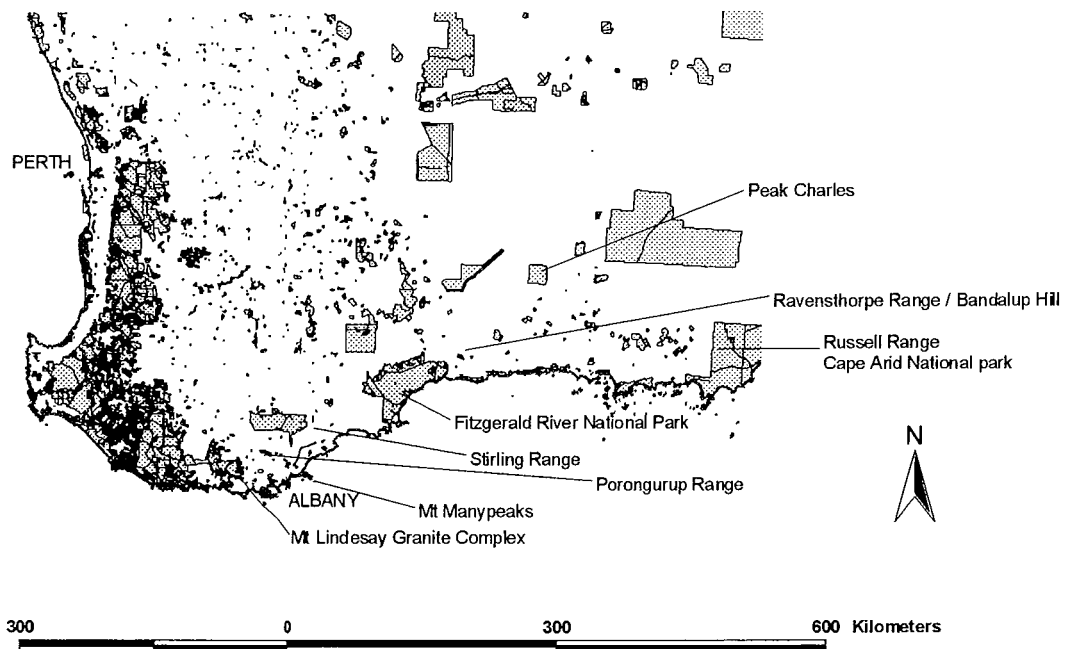 PERTH
Peak Charles
Ravensthorpe Range / Bandalup Hill
Russell Range
Cape Arid National park
Fitzgerald River National Park
Stirling Range
N
Porongurup Range
ALBANY
Mt Manypeaks
Mt Lindesay Granite Complex
300 0 300 600 Kilometers